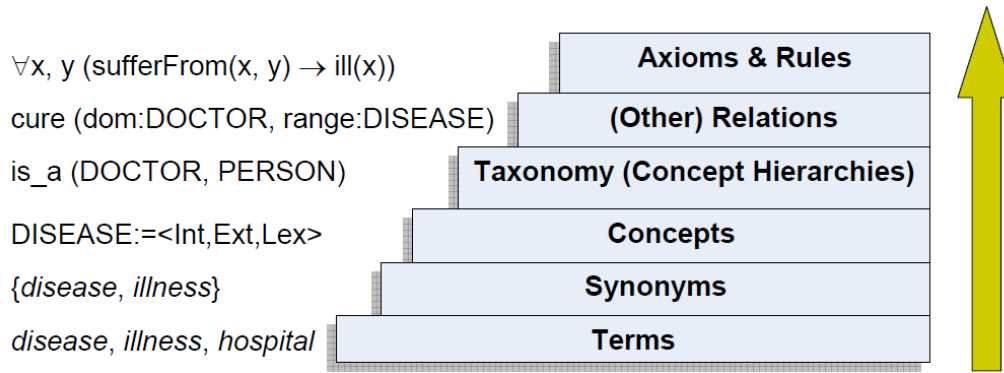 ∀x, y (sufferFrom(x, y) → ill(x))
Axioms & Rules
cure (dom:DOCTOR, range:DISEASE)
(Other) Relations
is_a (DOCTOR, PERSON)
Taxonomy (Concept Hierarchies)
DISEASE:=<Int,Ext,Lex>
Concepts
{disease, illness}
Synonyms
disease, illness, hospital
Terms